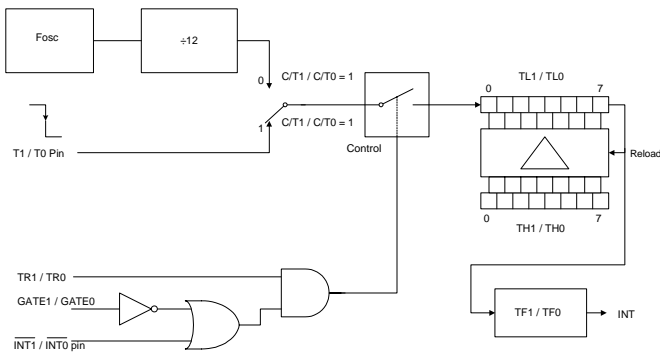 Fosc
÷12
0
C/T1 / C/T0 = 1
1
C/T1 / C/T0 = 1
T1 / T0 Pin
Control
TL1 / TL0
0 7
Reload
0 7
TH1 / TH0
TR1 / TR0
GATE1 / GATE0
INT1 / INT0 pin
TF1 / TF0
INT